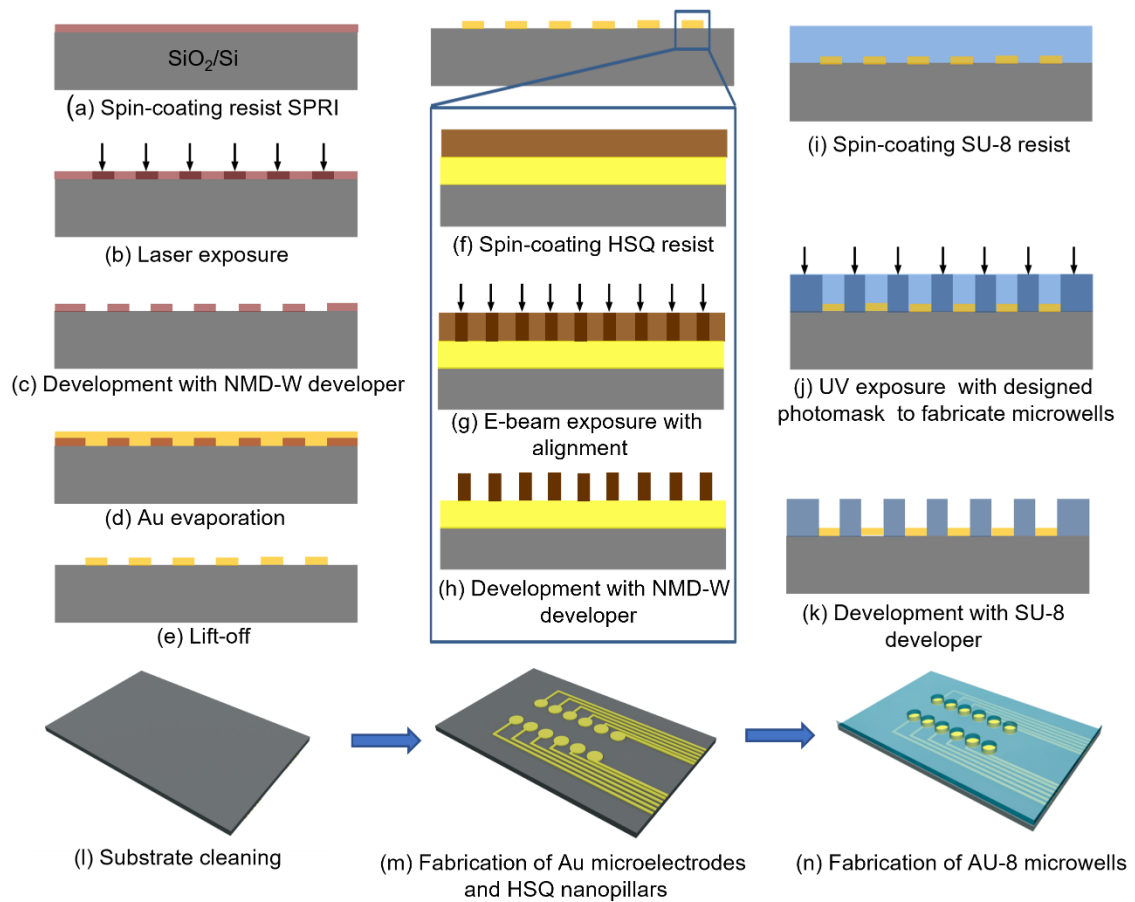 SiO₂/Si
(a) Spin-coating resist SPRI
(b) Laser exposure
(c) Development with NMD-W developer
(d) Au evaporation
(e) Lift-off
(f) Spin-coating HSQ resist
(g) E-beam exposure with
alignment
(h) Development with NMD-W
developer
(i) Spin-coating SU-8 resist
(j) UV exposure with designed
photomask to fabricate microwells
(k) Development with SU-8
developer
(l) Substrate cleaning
(m) Fabrication of Au microelectrodes
and HSQ nanopillars
(n) Fabrication of AU-8 microwells